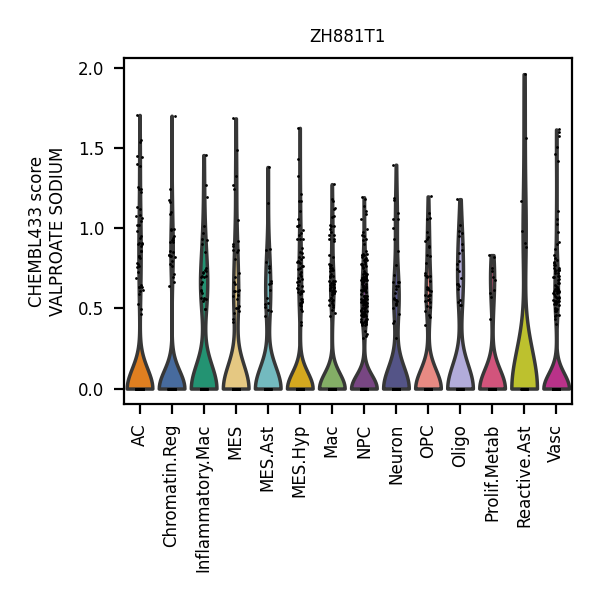 ZH881T1
CHEMBL433 score
VALPROATE SODIUM
2.0
1.5
1.0
0.5
0.0
AC
Chromatin.Reg
Inflammatory.Mac
MES
MES.Ast
MES.Hyp
Mac
NPC
Neuron
OPC
Oligo
Prolif.Metab
Reactive.Ast
Vasc